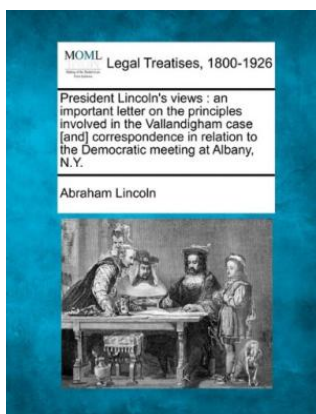 MOML
Legal Treatises, 1800-1926
President Lincoln's views : an
important letter on the principles
involved in the Vallandigham case
[and] correspondence in relation to
the Democratic meeting at Albany,
N.Y.
Abraham Lincoln